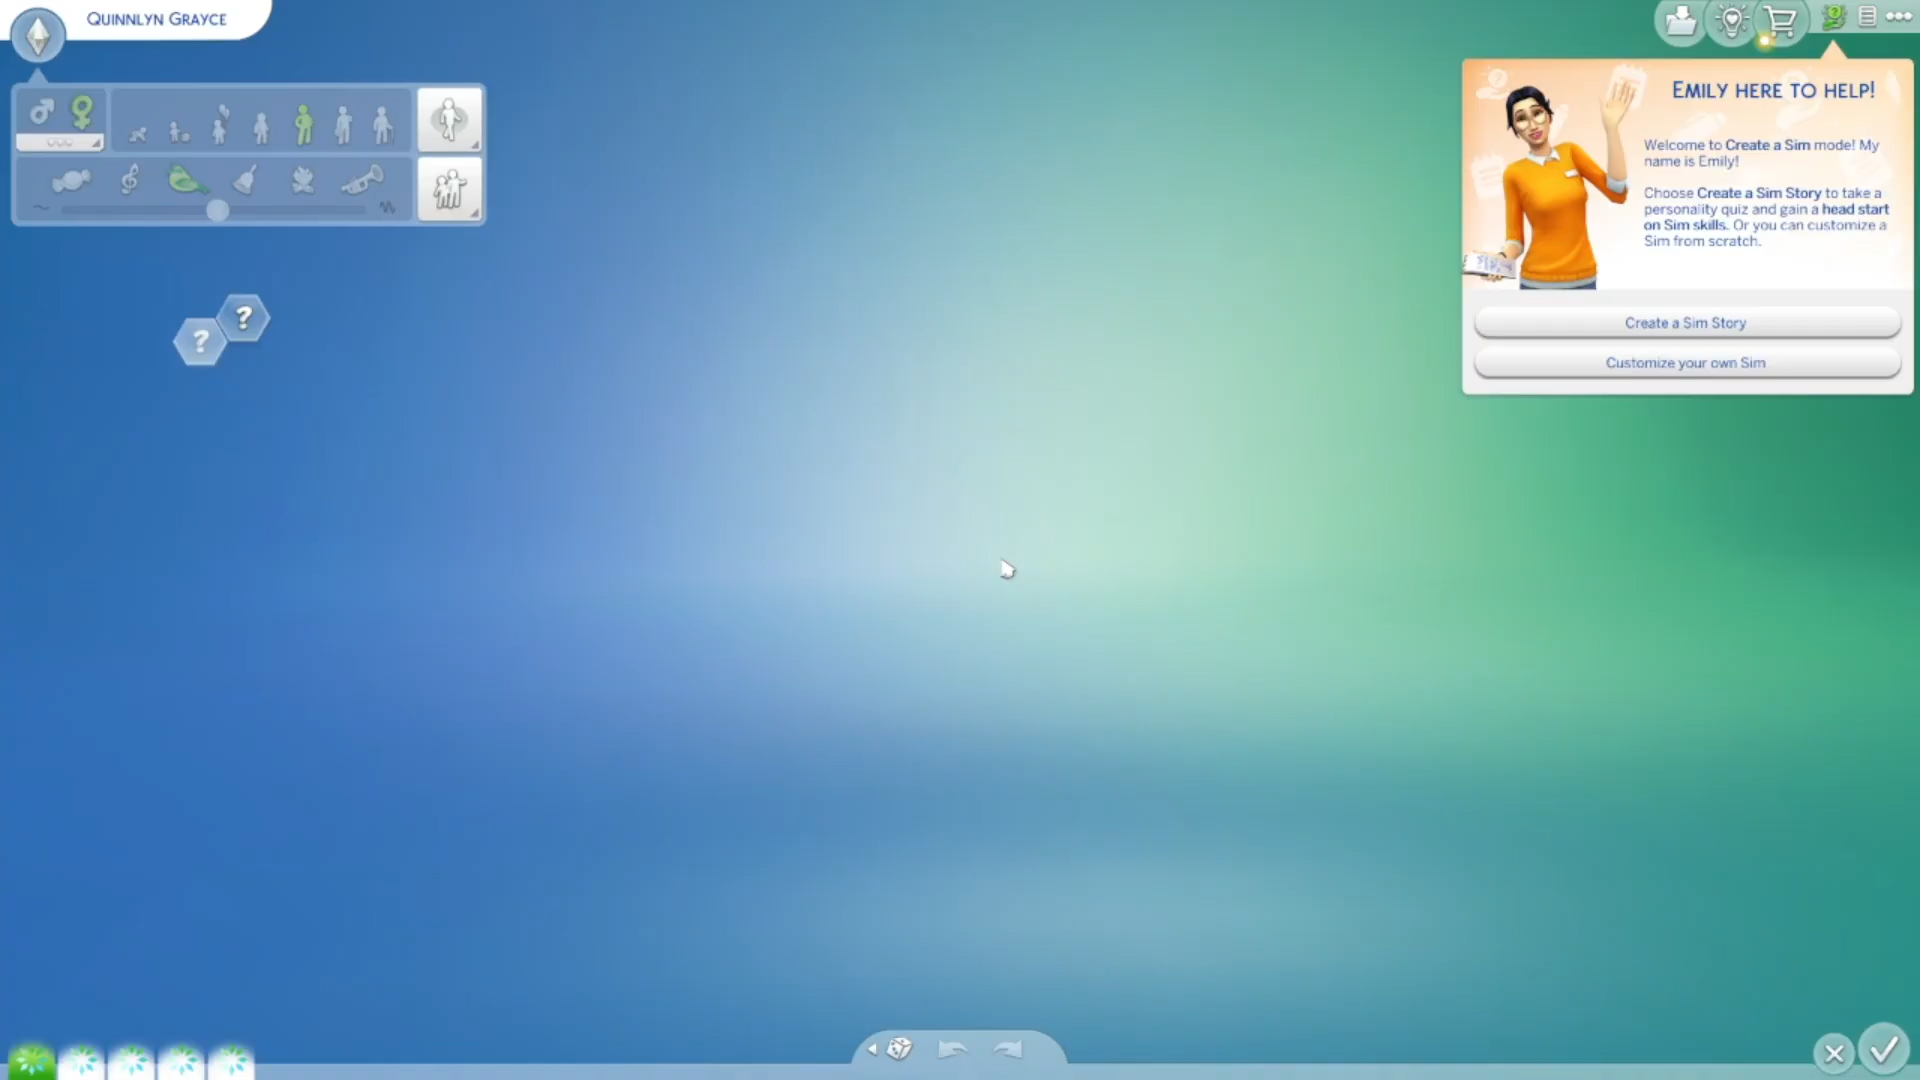 QUINNLYN GRAYCE
EMILY HERE TO HELP!
Welcome to Create a Sim mode! My
name is Emily!
Choose Create a Sim Story to take a
personality quiz and gain a head start
on Sim skills. Or you can customize a
Sim from scratch.
? ?
Create a Sim Story
Customize your own Sim